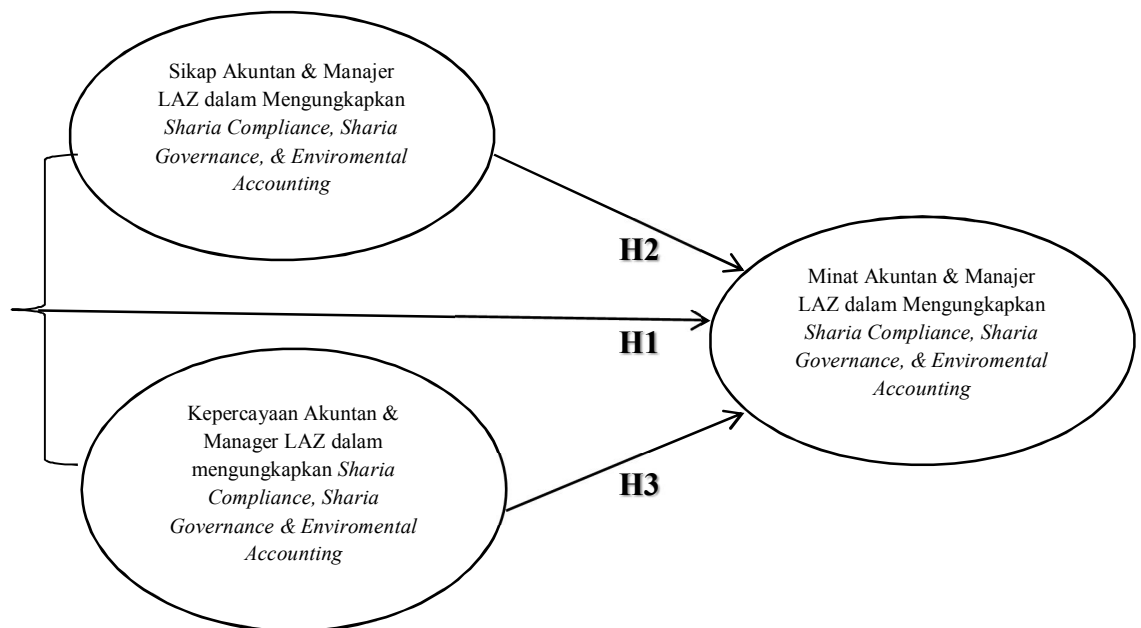 Sikap Akuntan & Manajer
LAZ dalam Mengungkapkan
Sharia Compliance, Sharia
Governance, & Enviromental
Accounting
H2
H1
Minat Akuntan & Manajer
LAZ dalam Mengungkapkan
Sharia Compliance, Sharia
Governance, & Enviromental
Accounting
Kepercayaan Akuntan &
Manager LAZ dalam
mengungkapkan Sharia
Compliance, Sharia
Governance & Enviromental
Accounting
H3